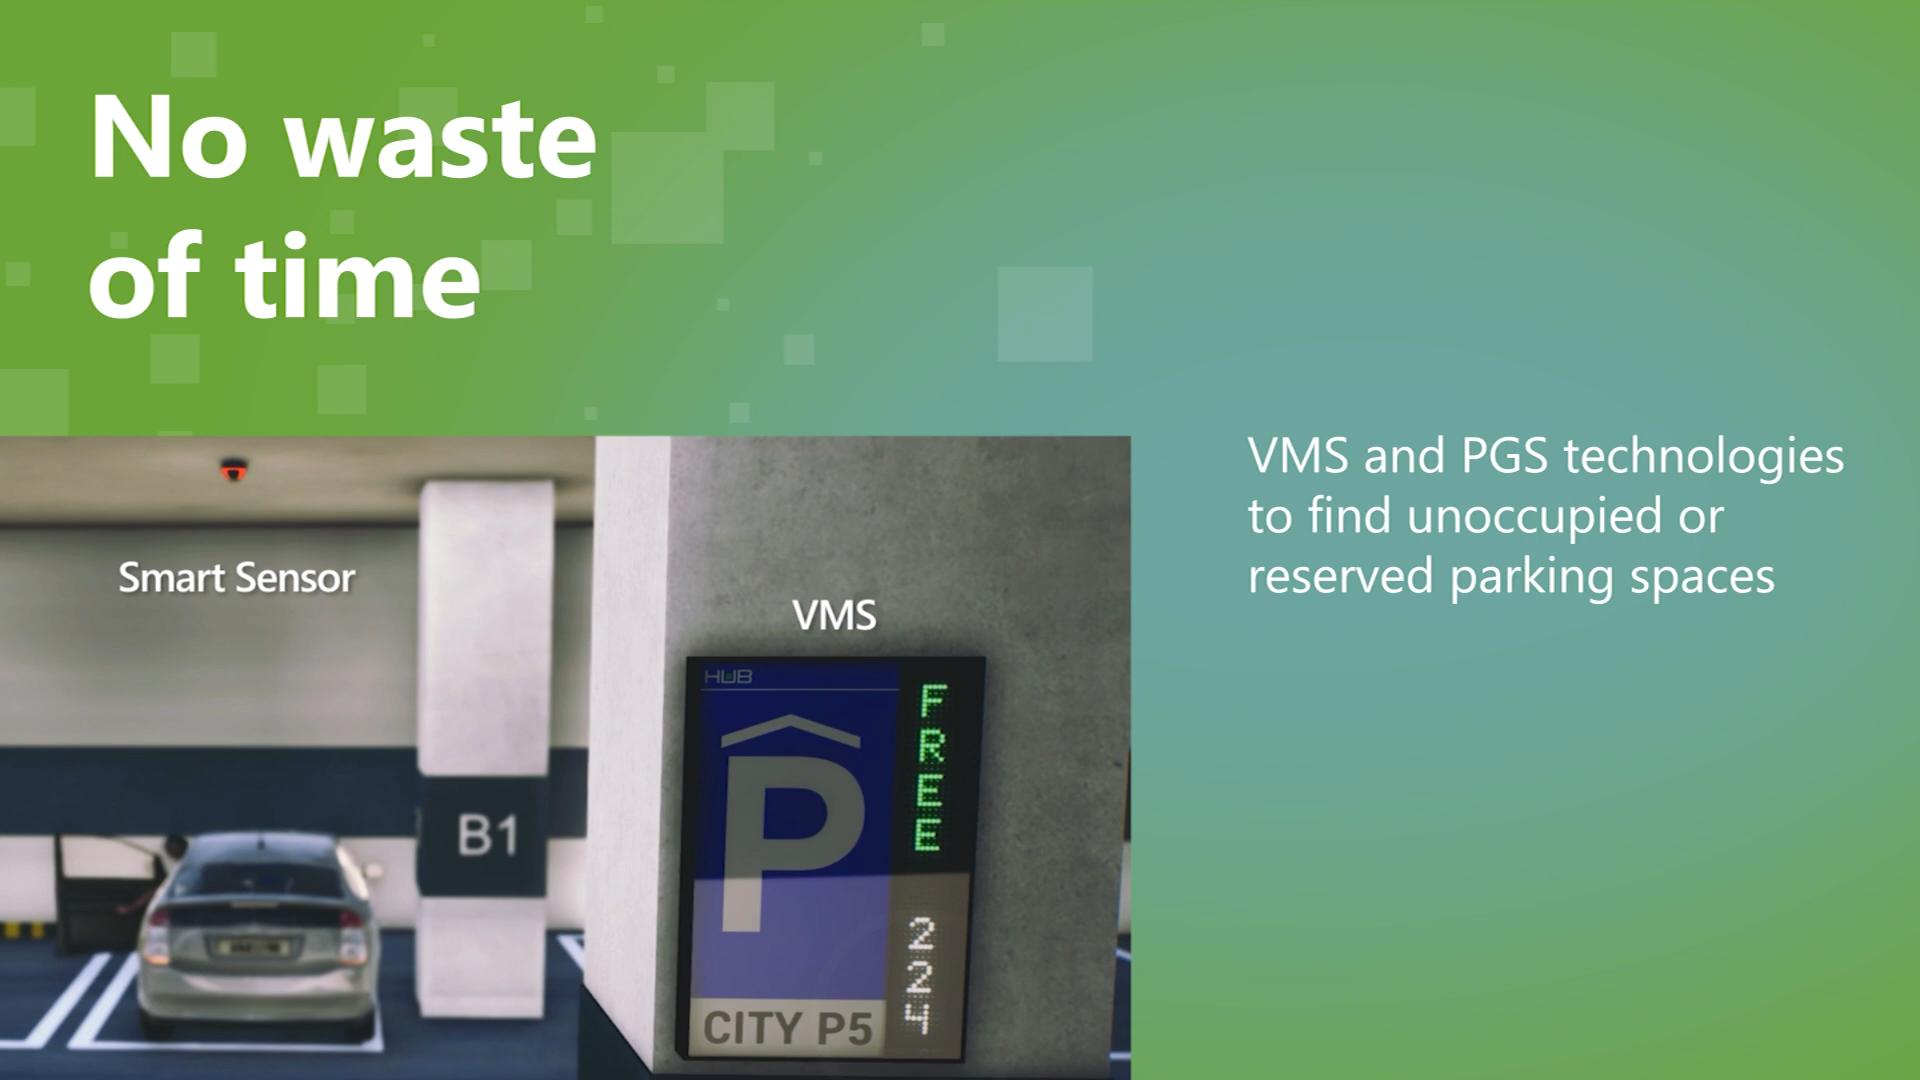 No waste
of time
VMS and PGS technologies
to find unoccupied or
reserved parking spaces
Smart Sensor
VMS
HUB
P
FREE
224
CITY P5
B1